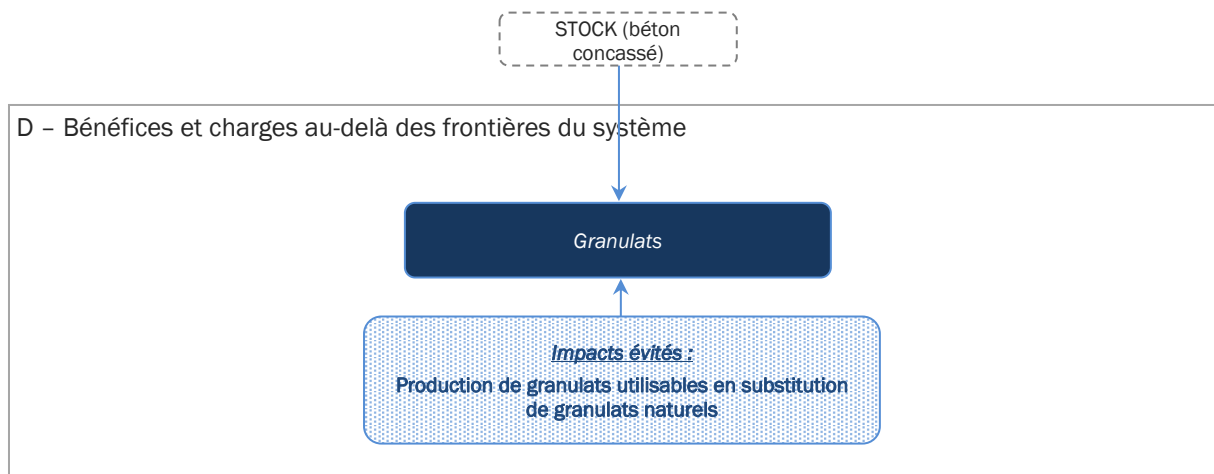 STOCK (béton
concassé)
D – Bénéfices et charges au-delà des frontières du système
Granulats
Impacts évités :
Production de granulats utilisables en substitution
de granulats naturels